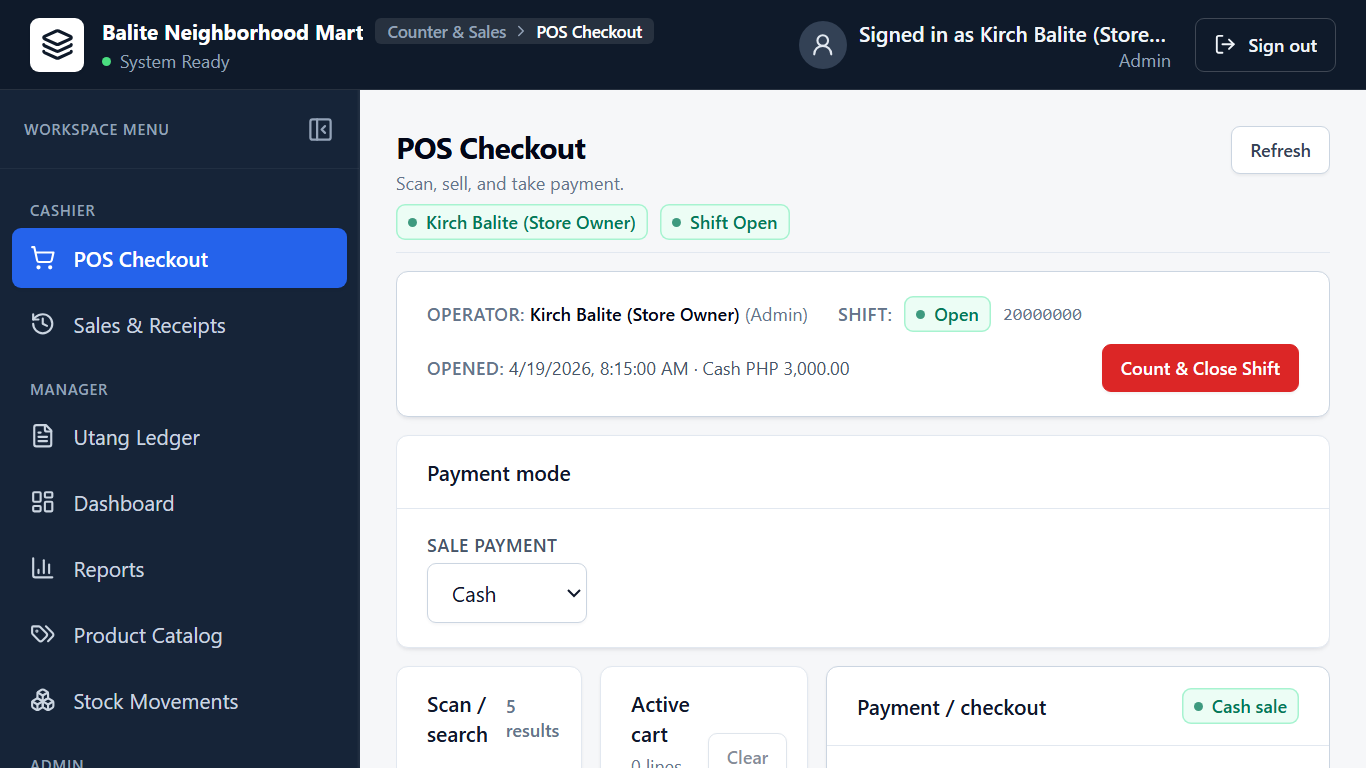 Balite Neighborhood Mart
System Ready
Counter & Sales > POS Checkout
Signed in as Kirch Balite (Store...
Admin
Sign out
WORKSPACE MENU
CASHIER
POS Checkout
Sales & Receipts
MANAGER
Utang Ledger
Dashboard
Reports
Product Catalog
Stock Movements
ADMIN
POS Checkout
Refresh
Scan, sell, and take payment.
Kirch Balite (Store Owner)
Shift Open
OPERATOR: Kirch Balite (Store Owner) (Admin) SHIFT: Open 20000000
OPENED: 4/19/2026, 8:15:00 AM · Cash PHP 3,000.00
Count & Close Shift
Payment mode
SALE PAYMENT
Cash
Scan /
search
5
results
Active
cart
0 lines
Clear
Payment / checkout
Cash sale